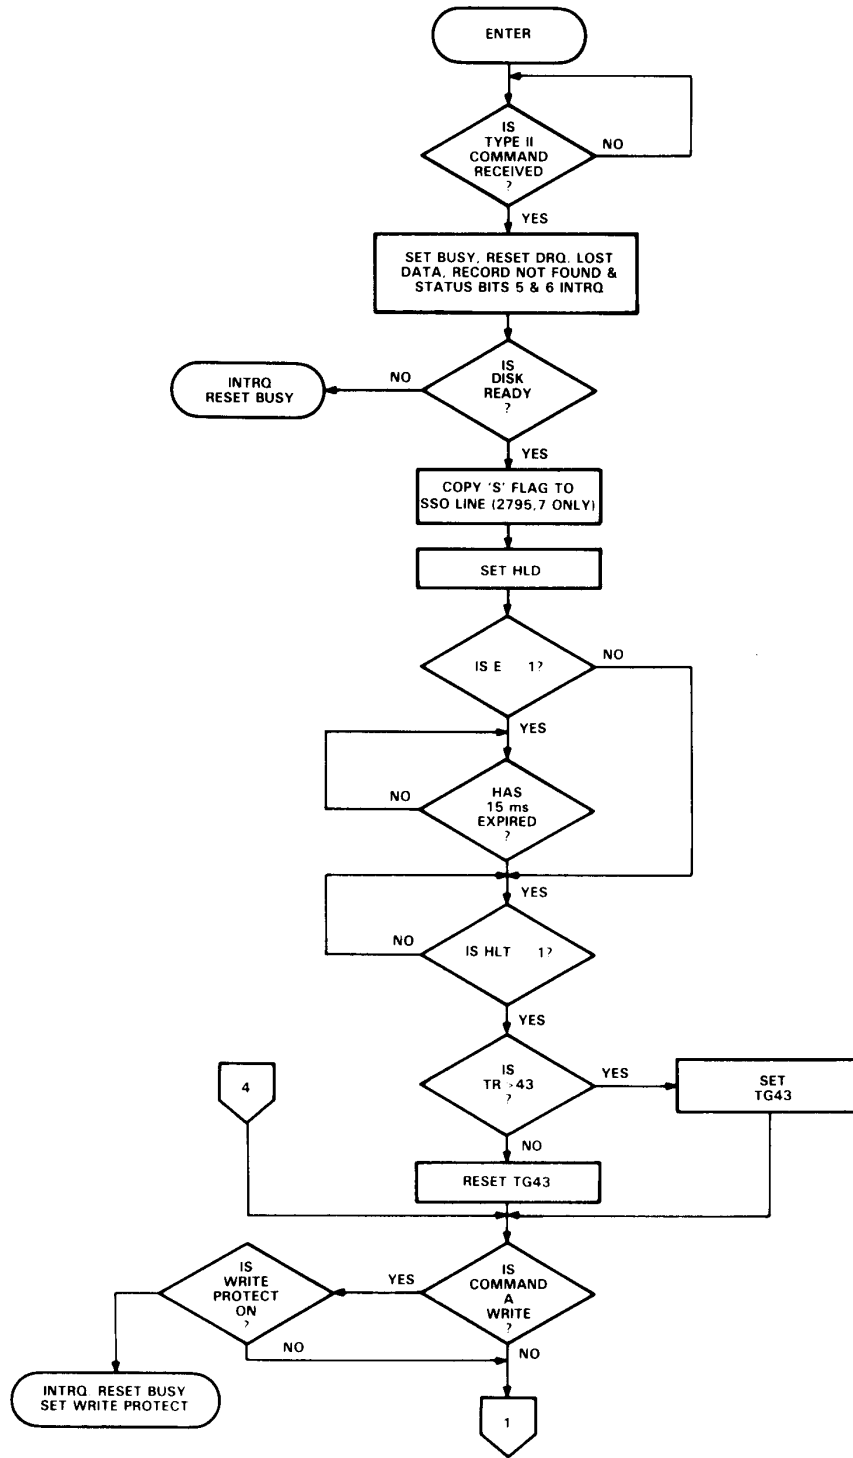 ENTER
IS
TYPE II
COMMAND
RECEIVED
?
NO
YES
SET BUSY, RESET DRQ. LOST
DATA, RECORD NOT FOUND &
STATUS BITS 5 & 6 INTRQ
IS
DISK
READY
?
NO
INTRQ
RESET BUSY
YES
COPY 'S' FLAG TO
SSO LINE (2795,7 ONLY)
SET HLD
IS E 1?
NO
YES
HAS
15 ms
EXPIRED
?
NO
YES
IS HLT 1?
NO
YES
IS
TR >43
?
YES
SET
TG43
4
NO
RESET TG43
IS
COMMAND
A
WRITE
?
YES
IS
WRITE
PROTECT
ON
?
NO
NO
INTRQ. RESET BUSY
SET WRITE PROTECT
1